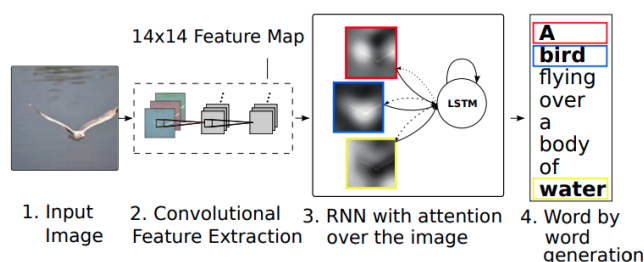 14x14 Feature Map
LSTM
A
bird
flying
over
a
body
of
water
1. Input
Image
2. Convolutional
Feature Extraction
3. RNN with attention
over the image
4. Word by
word
generation